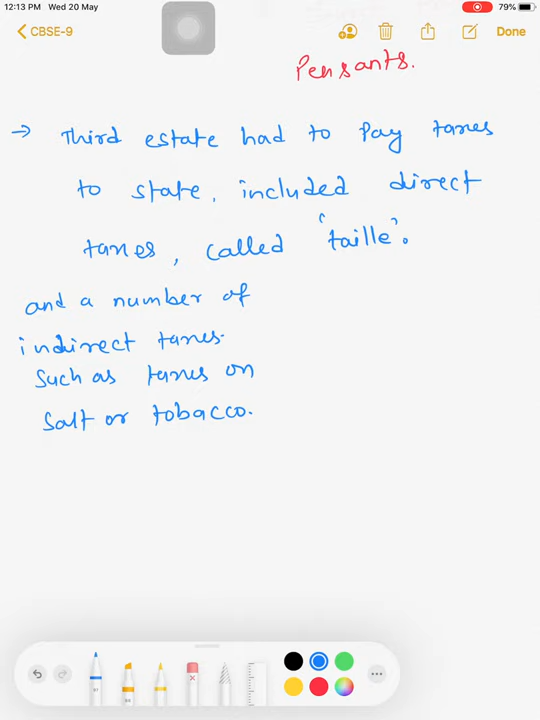 12:13 PM Wed 20 May 79%
CBSE-9 Done
Pensants.
→ Third estate had to Pay taxes
to state, included direct
taxes, called 'taille'.
and a number of
indirect taxes.
Such as taxes on
Salt or tobacco.